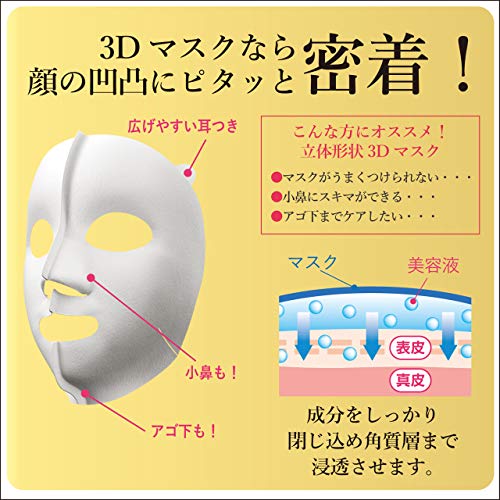 3Dマスクなら
顔の凹凸にピタッと密着！
広げやすい耳つき
こんな方にオススメ！
立体形状3Dマスク
●マスクがうまくつけられない・・・
●小鼻にスキマができる・・・
●アゴ下までケアしたい・・・
マスク
美容液
表皮
真皮
小鼻も！
アゴ下も！
成分をしっかり
閉じ込め角質層まで
浸透させます。